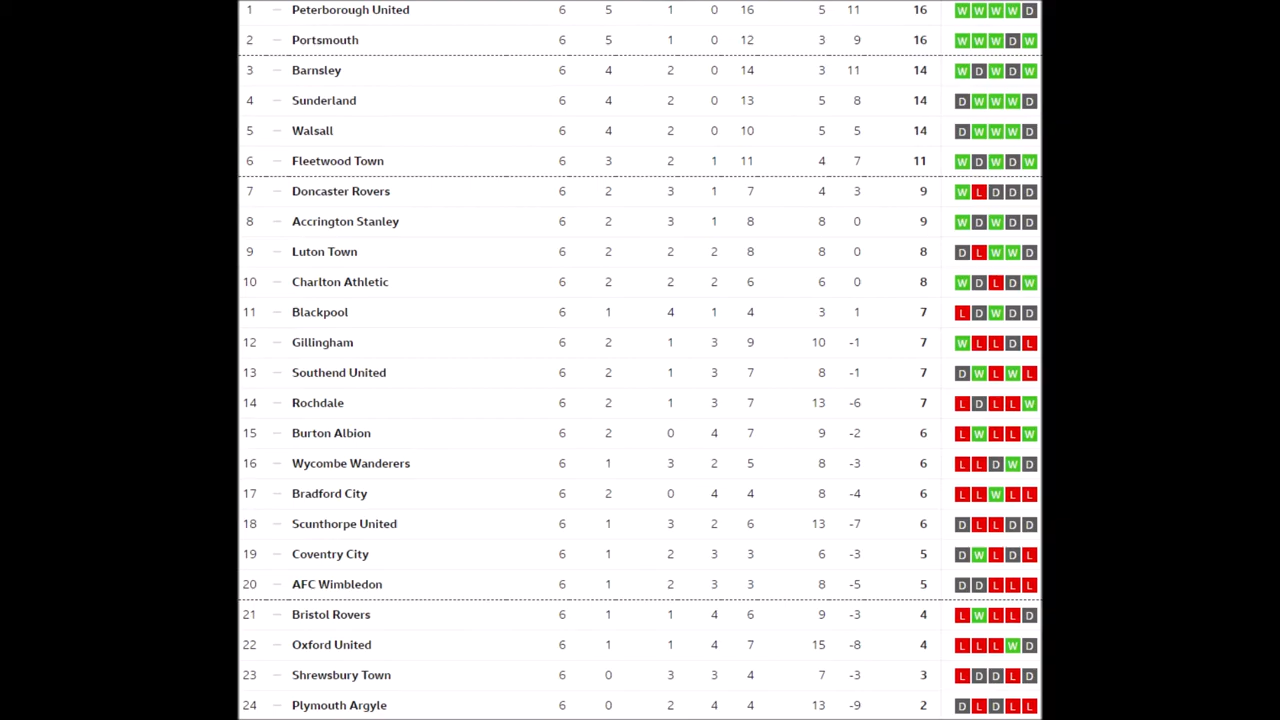 1 — Peterborough United 6 5 1 0 16 5 11 16 W W W W D
2 — Portsmouth 6 5 1 0 12 3 9 16 W W W D W
3 — Barnsley 6 4 2 0 14 3 11 14 W D W D W
4 — Sunderland 6 4 2 0 13 5 8 14 D W W W D
5 — Walsall 6 4 2 0 10 5 5 14 D W W W D
6 — Fleetwood Town 6 3 2 1 11 4 7 11 W D W D W
7 — Doncaster Rovers 6 2 3 1 7 4 3 9 W L D D D
8 — Accrington Stanley 6 2 3 1 8 8 0 9 W D W D D
9 — Luton Town 6 2 2 2 8 8 0 8 D L W W D
10 — Charlton Athletic 6 2 2 2 6 6 0 8 W D L D W
11 — Blackpool 6 1 4 1 4 3 1 7 L D W D D
12 — Gillingham 6 2 1 3 9 10 -1 7 W L L D L
13 — Southend United 6 2 1 3 7 8 -1 7 D W L W L
14 — Rochdale 6 2 1 3 7 13 -6 7 L D L L W
15 — Burton Albion 6 2 0 4 7 9 -2 6 L W L L W
16 — Wycombe Wanderers 6 1 3 2 5 8 -3 6 L L D W D
17 — Bradford City 6 2 0 4 4 8 -4 6 L L W L L
18 — Scunthorpe United 6 1 3 2 6 13 -7 6 D L L D D
19 — Coventry City 6 1 2 3 3 6 -3 5 D W L D L
20 — AFC Wimbledon 6 1 2 3 3 8 -5 5 D D L L L
21 — Bristol Rovers 6 1 1 4 6 9 -3 4 L W L L D
22 — Oxford United 6 1 1 4 7 15 -8 4 L L L W D
23 — Shrewsbury Town 6 0 3 3 4 7 -3 3 L D D L D
24 — Plymouth Argyle 6 0 2 4 4 13 -9 2 D L D L L